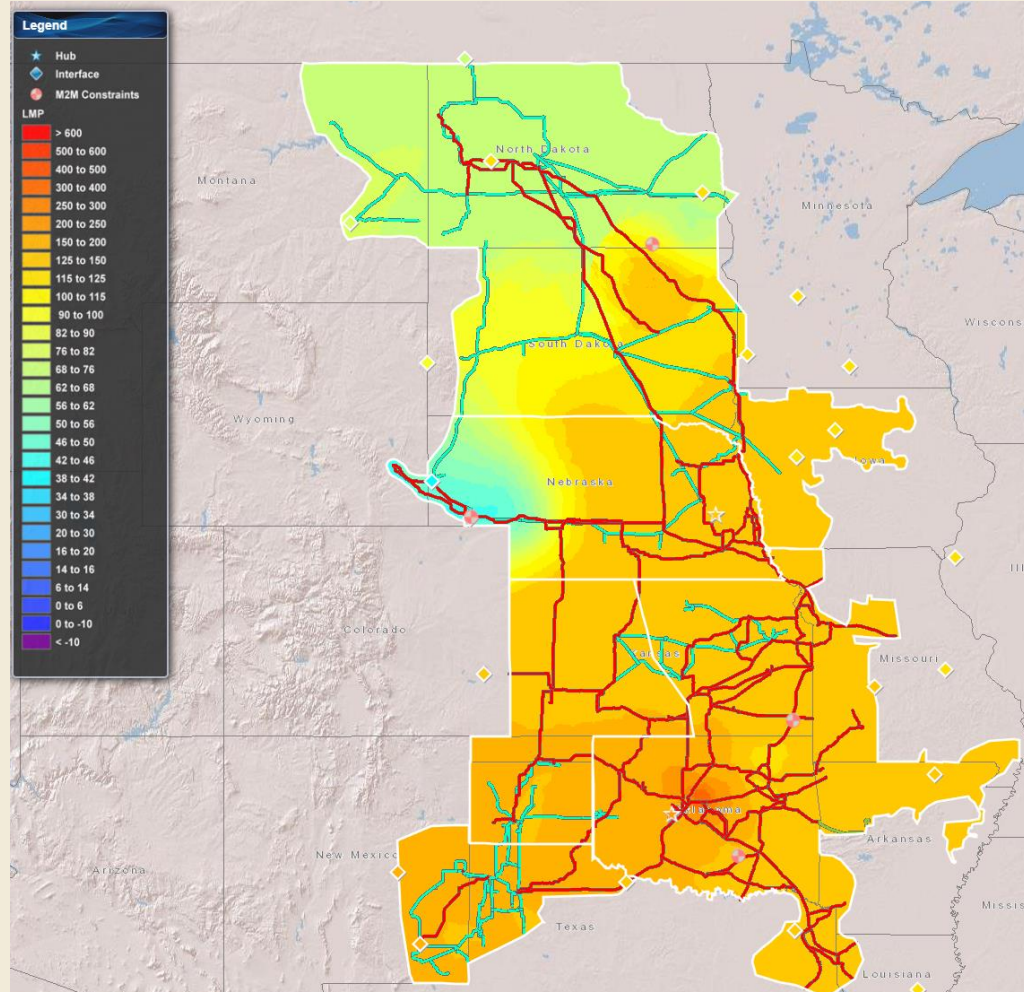 Legend
Hub
Interface
M2M Constraints
LMP
> 600
500 to 600
400 to 500
300 to 400
250 to 300
200 to 250
150 to 200
125 to 150
115 to 125
100 to 115
90 to 100
82 to 90
76 to 82
68 to 76
62 to 68
56 to 62
50 to 56
46 to 50
42 to 46
38 to 42
34 to 38
30 to 34
20 to 30
16 to 20
14 to 16
6 to 14
0 to 6
0 to -10
< -10
North Dakota
Montana
Minnesota
Wiscons
South Dakota
Wyoming
Iowa
Nebraska
Ill
Colorado
Kansas
Missouri
Oklahoma
Arkansas
New Mexico
Arizona
Missis
Texas
Louisiana